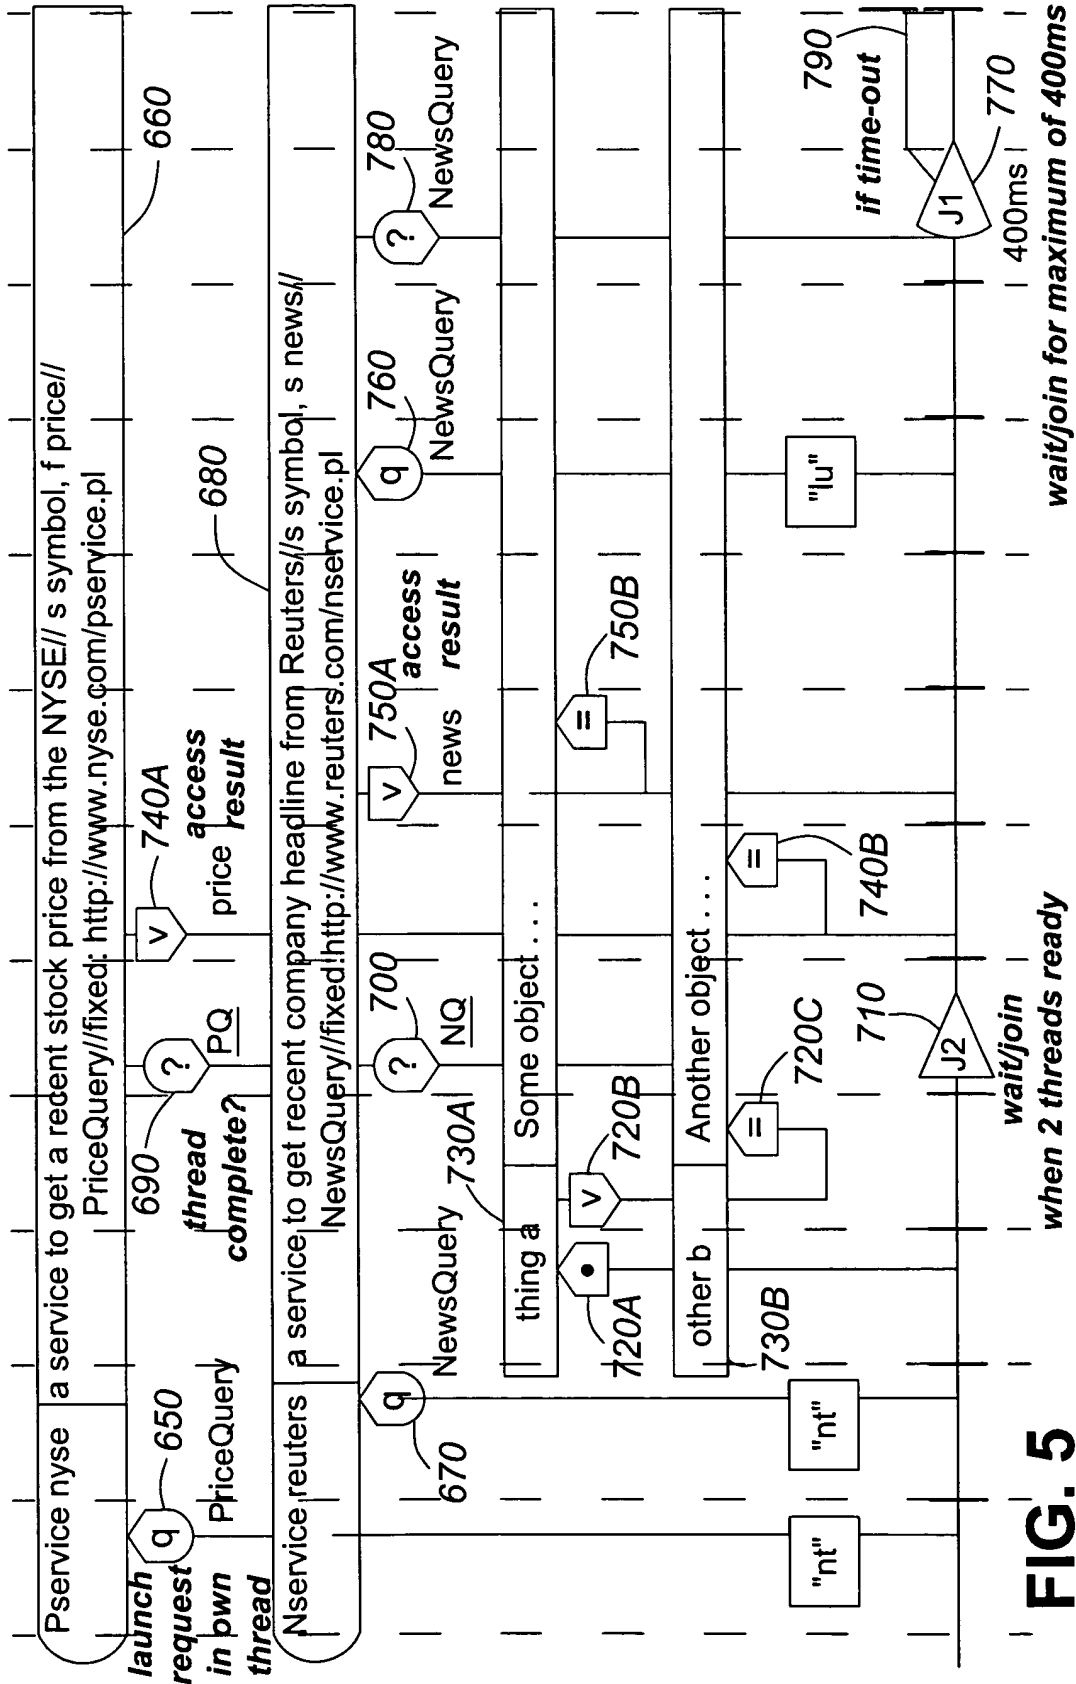 Pservice nyse
a service to get a recent stock price from the NYSE// s symbol, f price//
PriceQuery//fixed: http://www.nyse.com/pservice.pl
660
launch
request
in own
thread
q
650
PriceQuery
690
?
PQ
thread
complete?
v
740A
access
result
price
680
Nservice reuters
a service to get recent company headline from Reuters//s symbol, s news//
NewsQuery//fixed:http://www.reuters.com/nservice.pl
q
670
NewsQuery
?
700
NQ
v
750A
access
result
news
q
760
NewsQuery
?
780
NewsQuery
730A
thing a
Some object . . .
•
720A
v
720B
=
750B
other b
Another object . . .
730B
=
720C
=
740B
"nt"
"nt"
"lu"
J2
710
wait/join
when 2 threads ready
if time-out
790
J1
770
400ms
wait/join for maximum of 400ms
FIG. 5